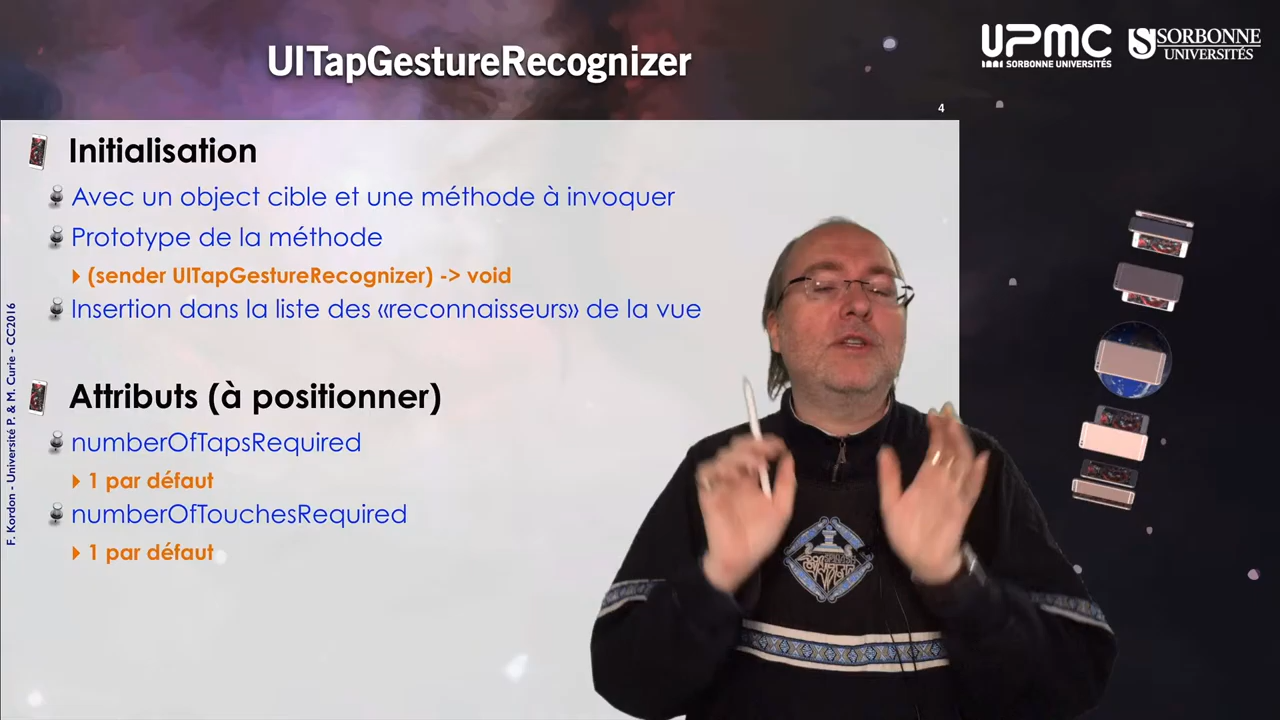 UITapGestureRecognizer
UPMC
SORBONNE UNIVERSITÉS
SORBONNE
UNIVERSITÉS
4
Initialisation
Avec un object cible et une méthode à invoquer
Prototype de la méthode
(sender UITapGestureRecognizer) -> void
Insertion dans la liste des «reconnaisseurs» de la vue
Attributs (à positionner)
numberOfTapsRequired
1 par défaut
numberOfTouchesRequired
1 par défaut
F. Kordon - Université P. & M. Curie - CC2016